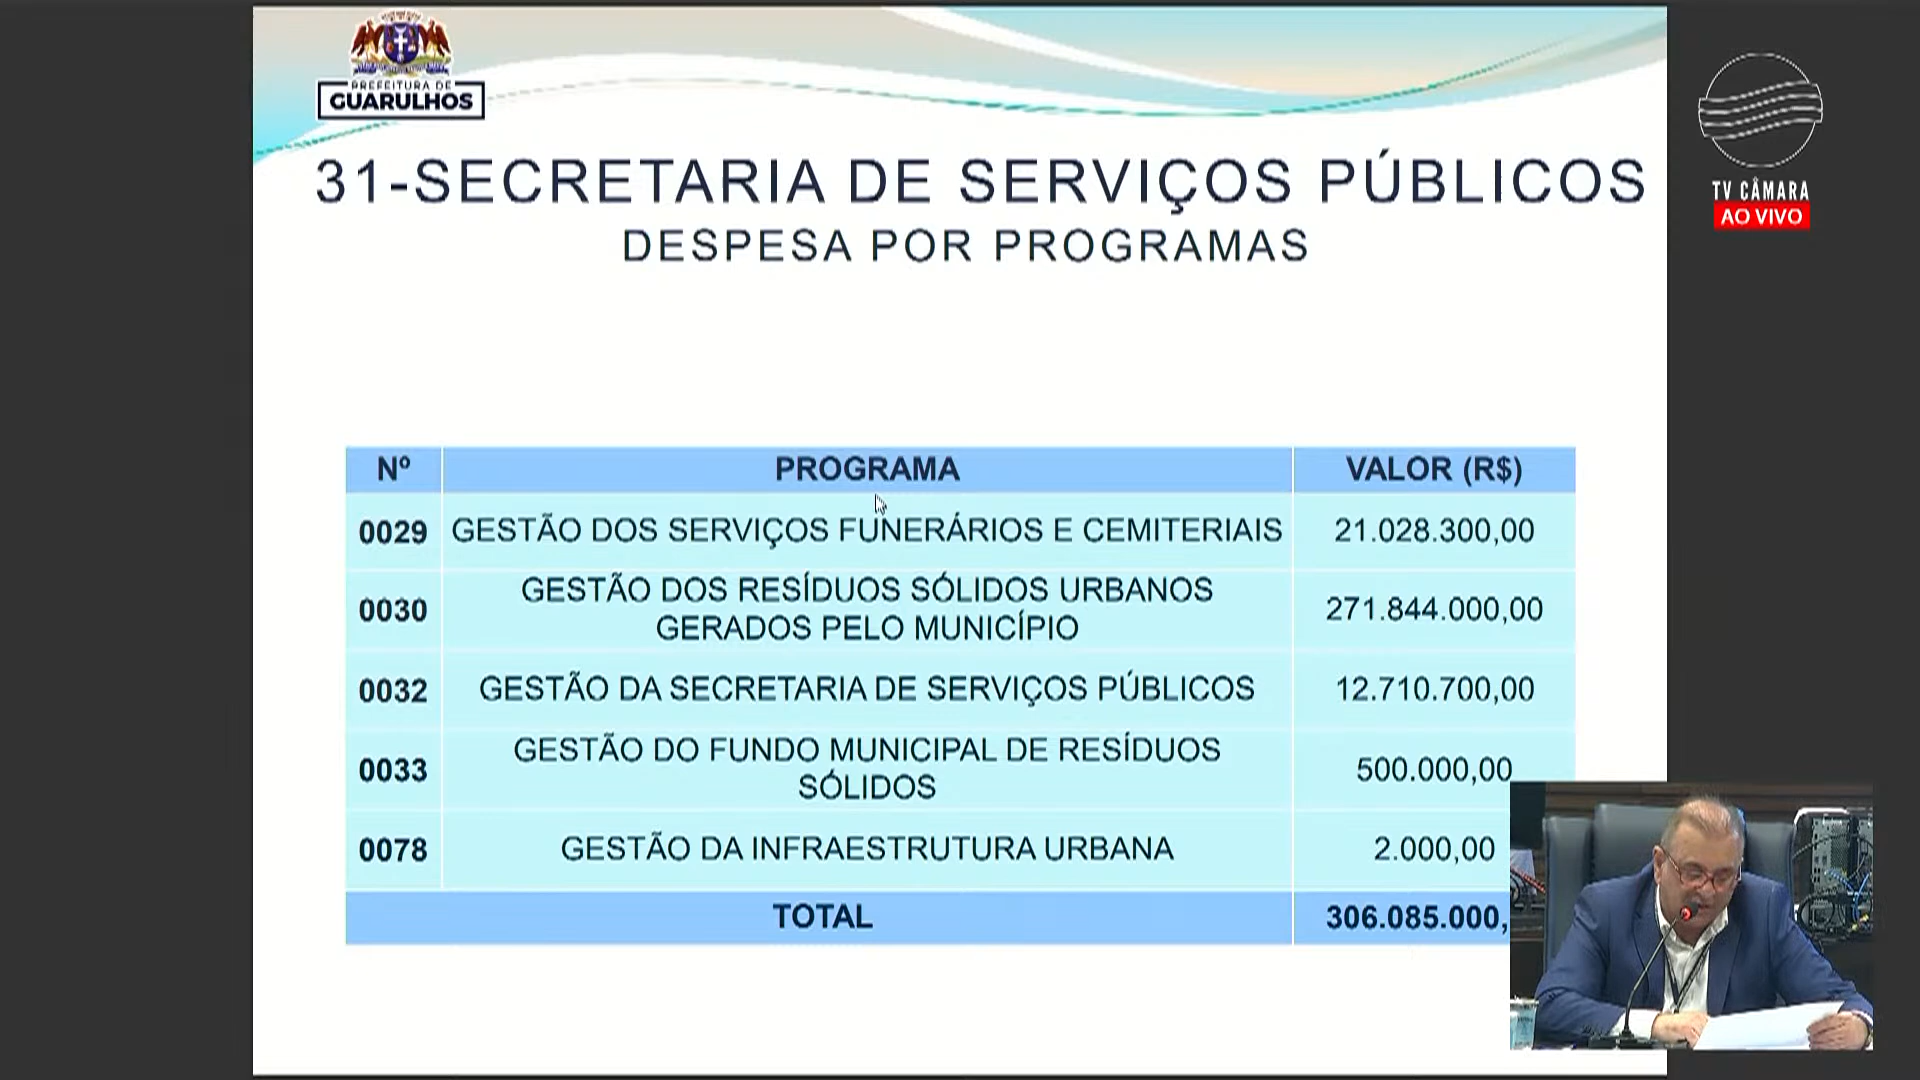 PREFEITURA DE
GUARULHOS
TV CÂMARA
AO VIVO
31-SECRETARIA DE SERVIÇOS PÚBLICOS
DESPESA POR PROGRAMAS
Nº PROGRAMA VALOR (R$)
0029 GESTÃO DOS SERVIÇOS FUNERÁRIOS E CEMITERIAIS 21.028.300,00
0030 GESTÃO DOS RESÍDUOS SÓLIDOS URBANOS
GERADOS PELO MUNICÍPIO 271.844.000,00
0032 GESTÃO DA SECRETARIA DE SERVIÇOS PÚBLICOS 12.710.700,00
0033 GESTÃO DO FUNDO MUNICIPAL DE RESÍDUOS
SÓLIDOS 500.000,00
0078 GESTÃO DA INFRAESTRUTURA URBANA 2.000,00
TOTAL 306.085.000,